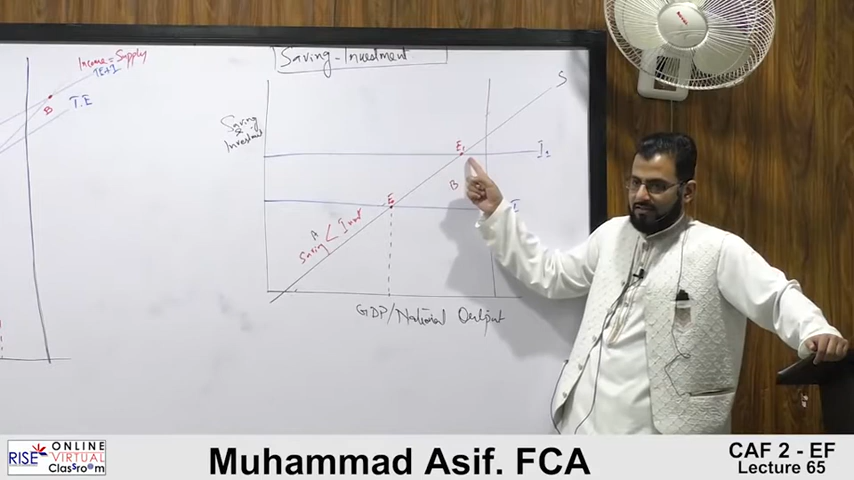 Saving-Investment
Income=Supply
TE+I
B
T.E
Saving
&
Investment
S
E1
I1
B
E
I
A
Saving < Invt
GDP/National Output
RISE ONLINE
VIRTUAL
Classroom
Muhammad Asif. FCA
CAF 2 - EF
Lecture 65